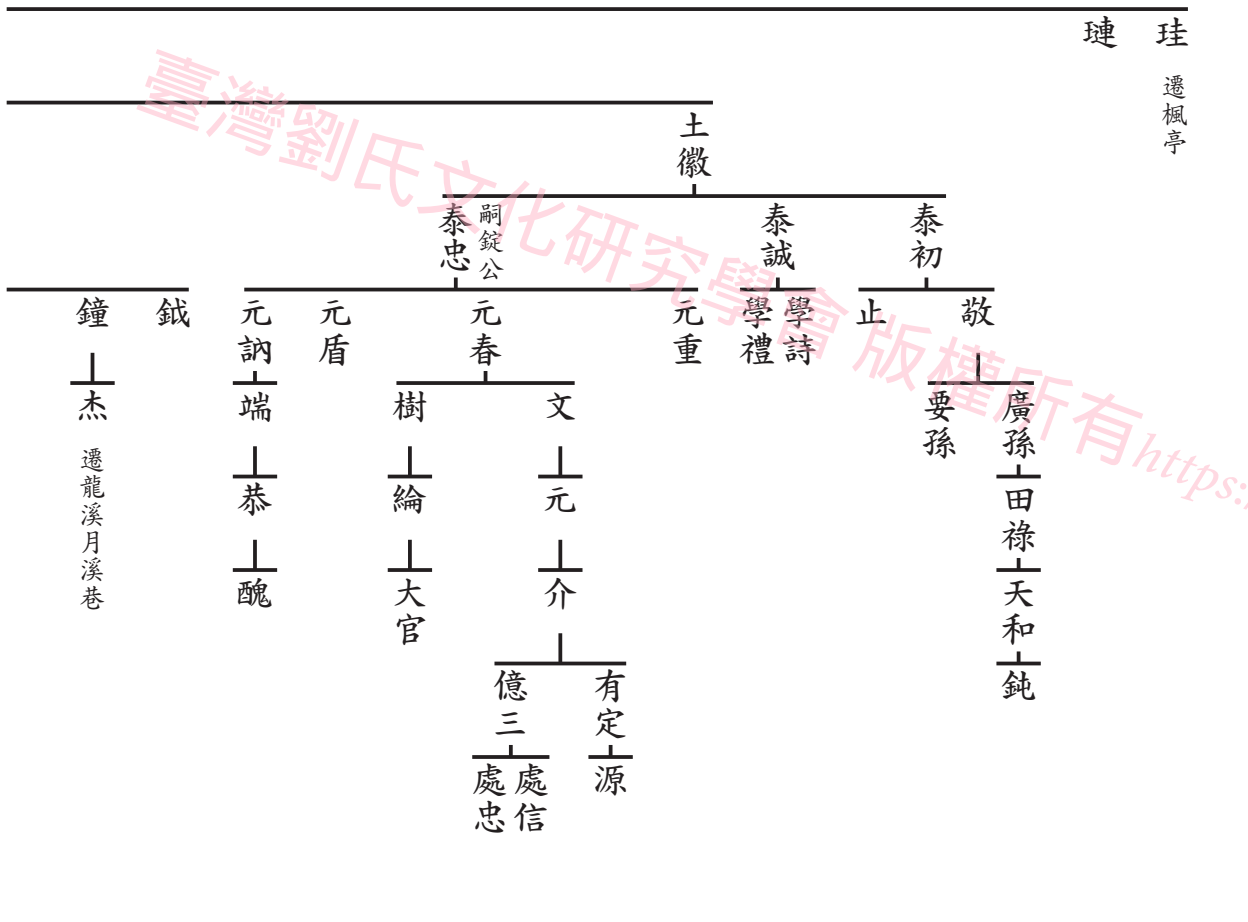 珪
遷楓亭
璉
土徽
泰初
泰誠
嗣錠公
泰忠
敬
止
學詩
學禮
元重
元春
元盾
元訥
鉞
鐘
廣孫
要孫
文
樹
端
杰
遷龍溪月溪巷
田祿
元
綸
恭
天和
介
大官
醜
鈍
有定
億三
源
處信
處忠
臺灣劉氏文化研究學會 版權所有https: